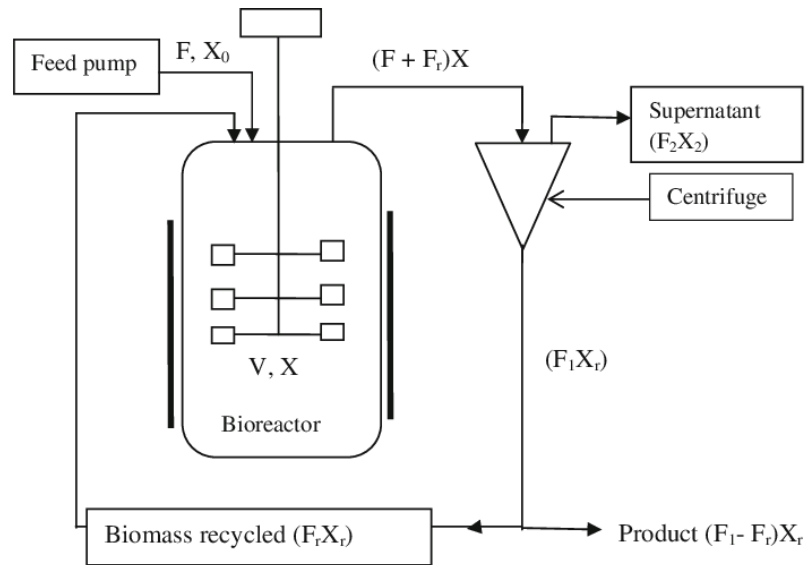 F, X₀
Feed pump
(F + Fᵣ)X
Supernatant
(F₂X₂)
Centrifuge
V, X
(F₁Xᵣ)
Bioreactor
Biomass recycled (FᵣXᵣ)
Product (F₁- Fᵣ)Xᵣ